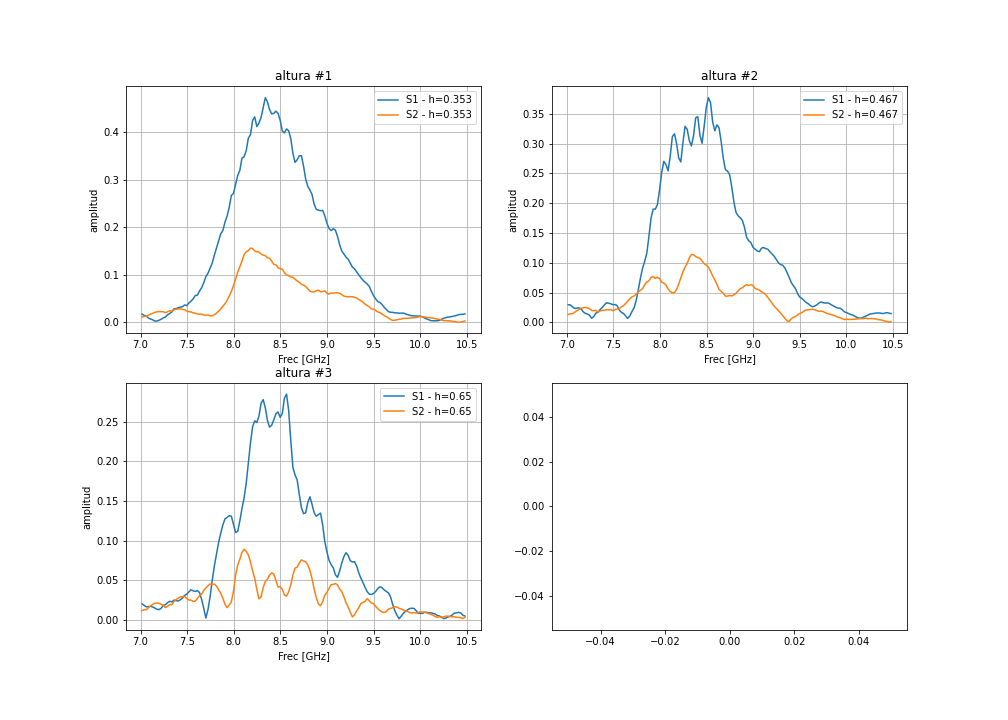 altura #1
S1 - h=0.353
S2 - h=0.353
amplitud
0.4
0.3
0.2
0.1
0.0
7.0 7.5 8.0 8.5 9.0 9.5 10.0 10.5
Frec [GHz]
altura #2
S1 - h=0.467
S2 - h=0.467
amplitud
0.35
0.30
0.25
0.20
0.15
0.10
0.05
0.00
7.0 7.5 8.0 8.5 9.0 9.5 10.0 10.5
Frec [GHz]
altura #3
S1 - h=0.65
S2 - h=0.65
amplitud
0.25
0.20
0.15
0.10
0.05
0.00
7.0 7.5 8.0 8.5 9.0 9.5 10.0 10.5
Frec [GHz]
0.04
0.02
0.00
−0.02
−0.04
−0.04 −0.02 0.00 0.02 0.04